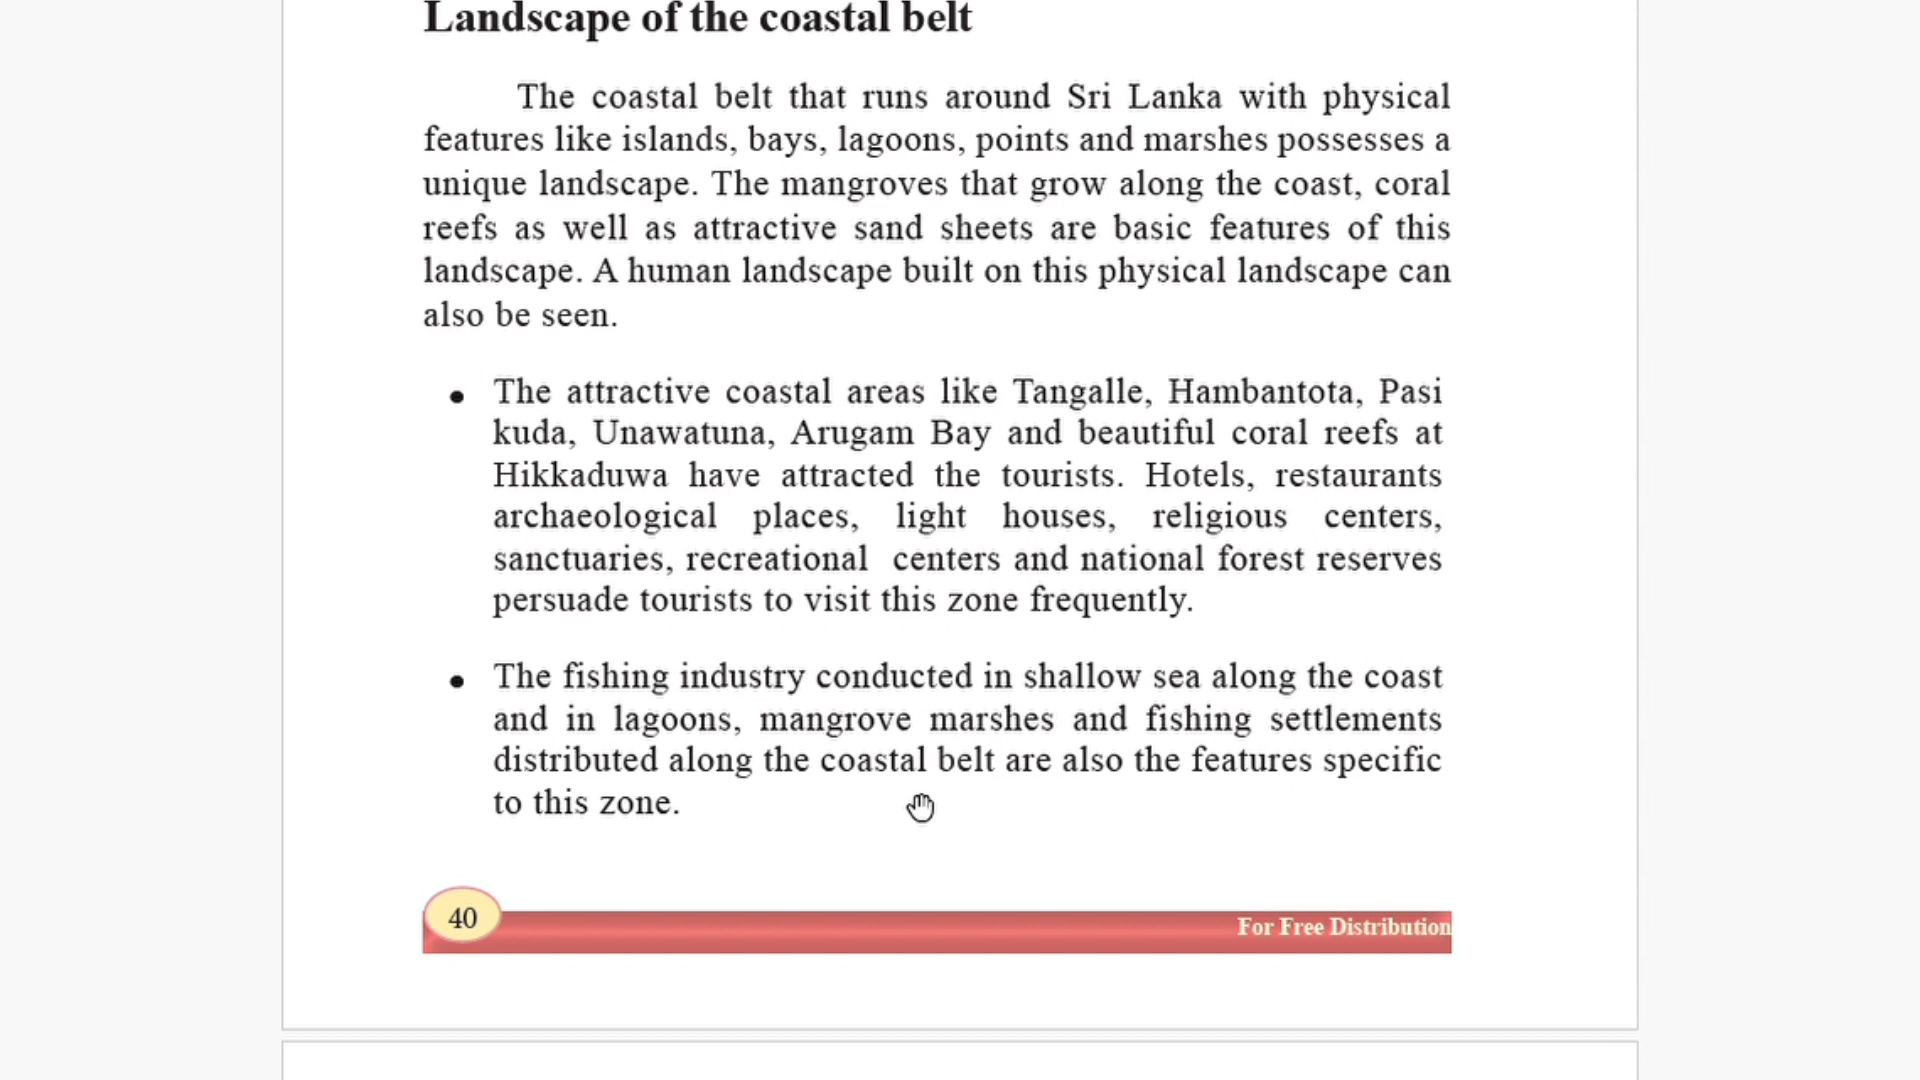 Landscape of the coastal belt
The coastal belt that runs around Sri Lanka with physical
features like islands, bays, lagoons, points and marshes possesses a
unique landscape. The mangroves that grow along the coast, coral
reefs as well as attractive sand sheets are basic features of this
landscape. A human landscape built on this physical landscape can
also be seen.
• The attractive coastal areas like Tangalle, Hambantota, Pasi
kuda, Unawatuna, Arugam Bay and beautiful coral reefs at
Hikkaduwa have attracted the tourists. Hotels, restaurants
archaeological places, light houses, religious centers,
sanctuaries, recreational centers and national forest reserves
persuade tourists to visit this zone frequently.
• The fishing industry conducted in shallow sea along the coast
and in lagoons, mangrove marshes and fishing settlements
distributed along the coastal belt are also the features specific
to this zone.
40
For Free Distribution